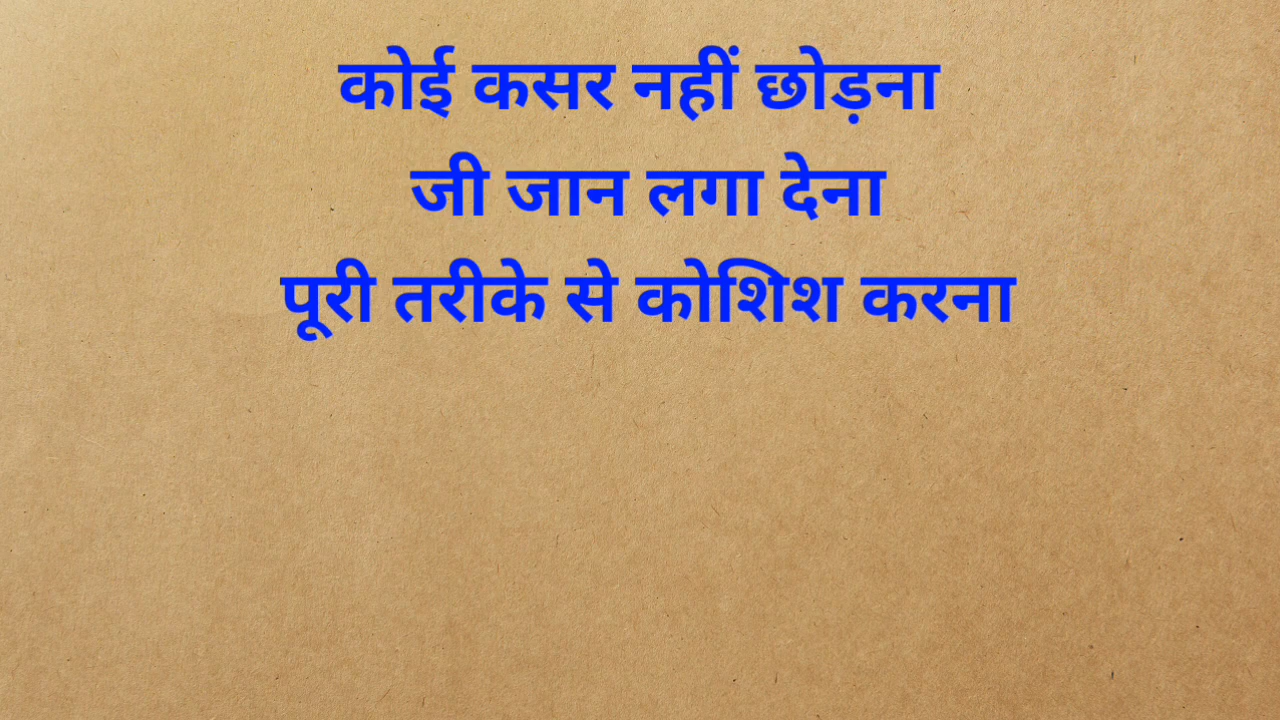 कोई कसर नहीं छोड़ना
जी जान लगा देना
पूरी तरीके से कोशिश करना